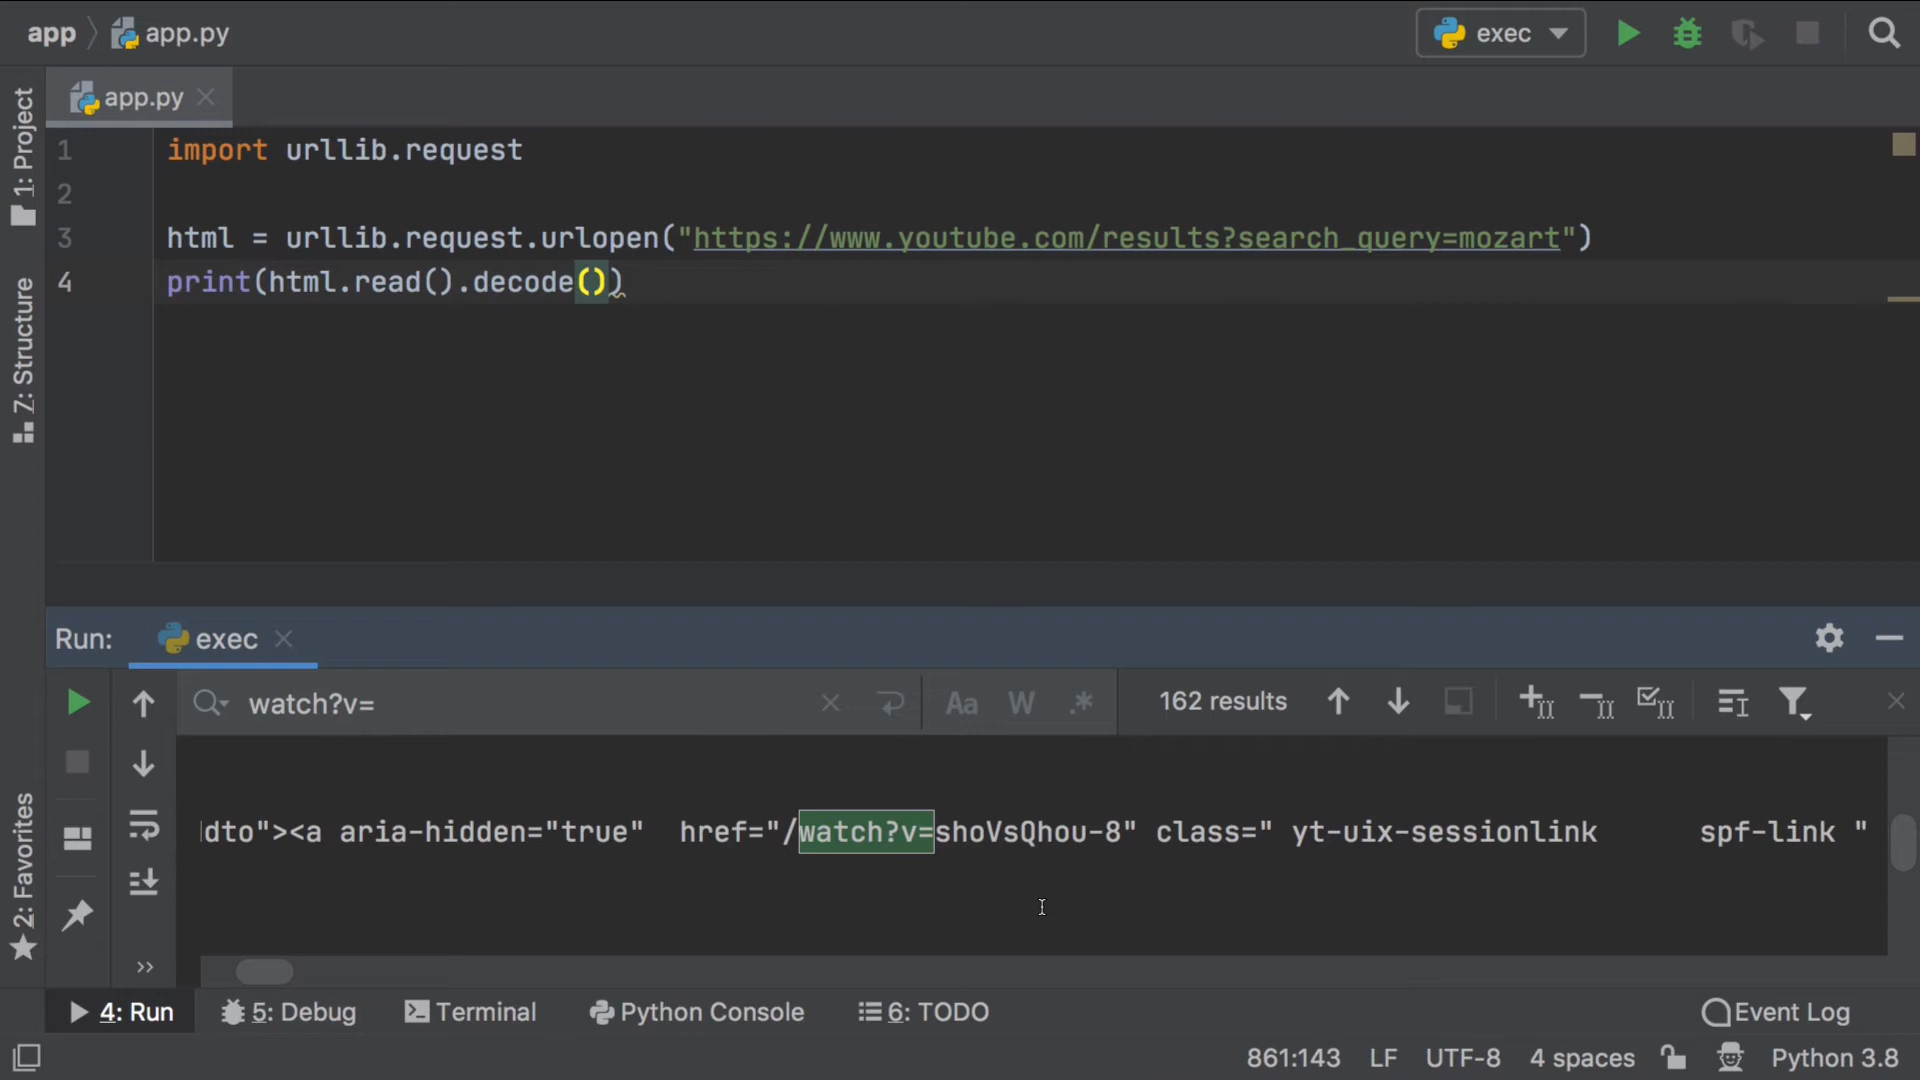 app app.py exec
app.py
1: Project
1 import urllib.request
2
3 html = urllib.request.urlopen("https://www.youtube.com/results?search_query=mozart")
4 print(html.read().decode())
Z: Structure
Run: exec
watch?v= Aa W .* 162 results
dto"><a aria-hidden="true"  href="/watch?v=shoVsQhou-8" class=" yt-uix-sessionlink      spf-link "
2: Favorites
>>
4: Run 5: Debug Terminal Python Console 6: TODO Event Log
861:143 LF UTF-8 4 spaces Python 3.8